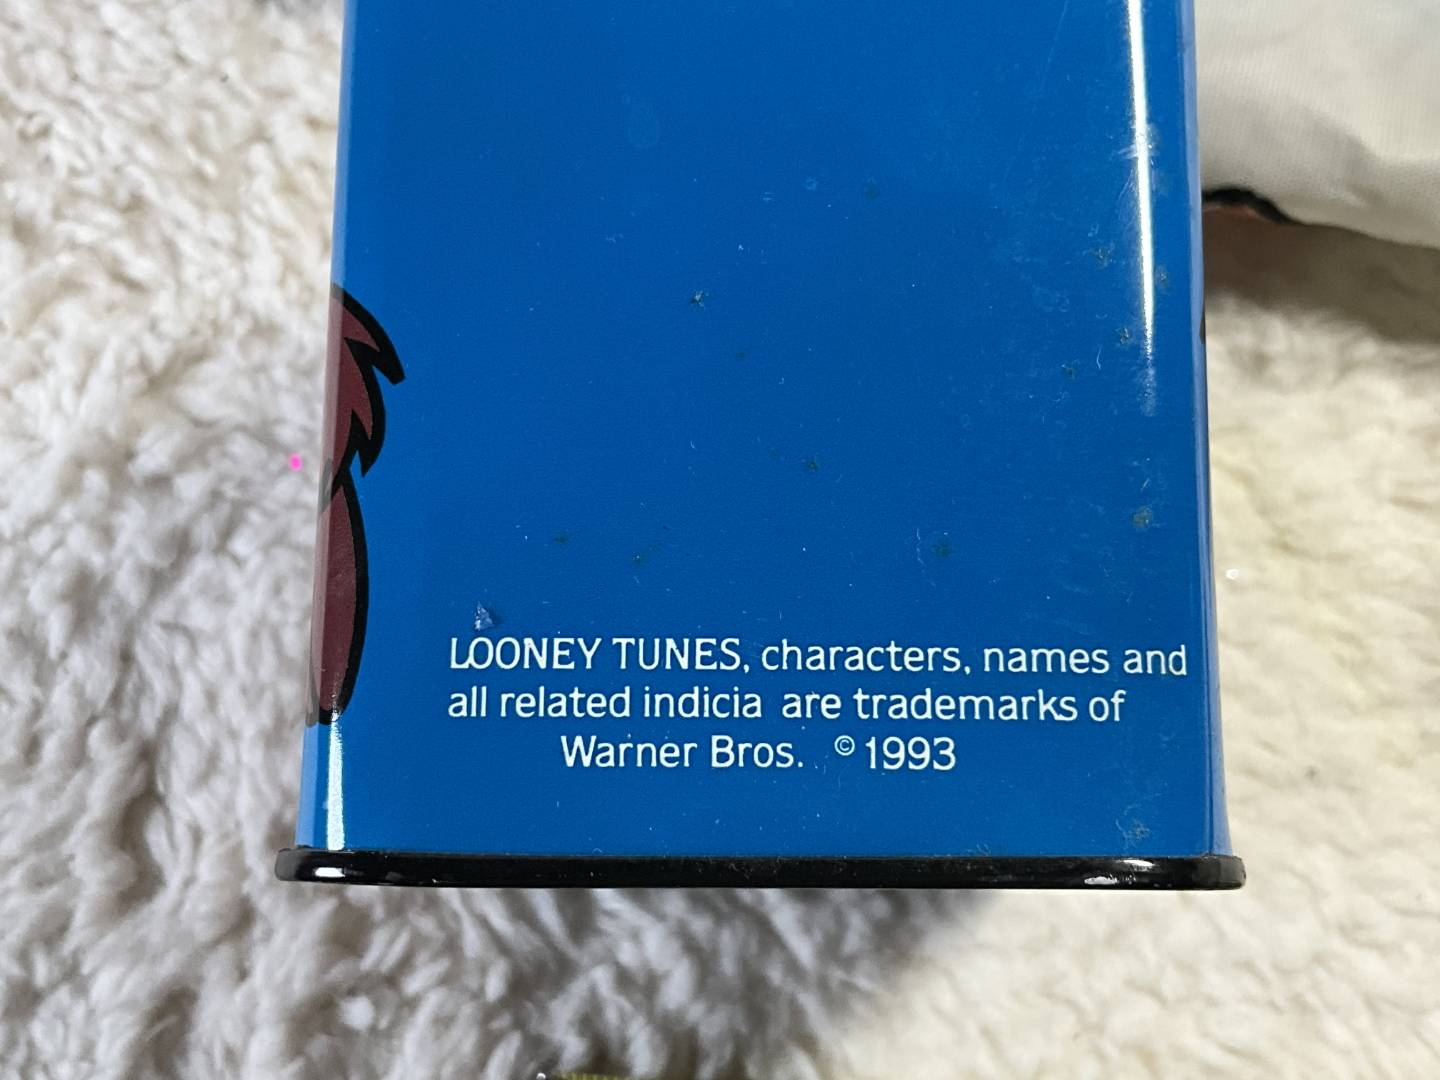 LOONEY TUNES, characters, names and
all related indicia are trademarks of
Warner Bros. © 1993